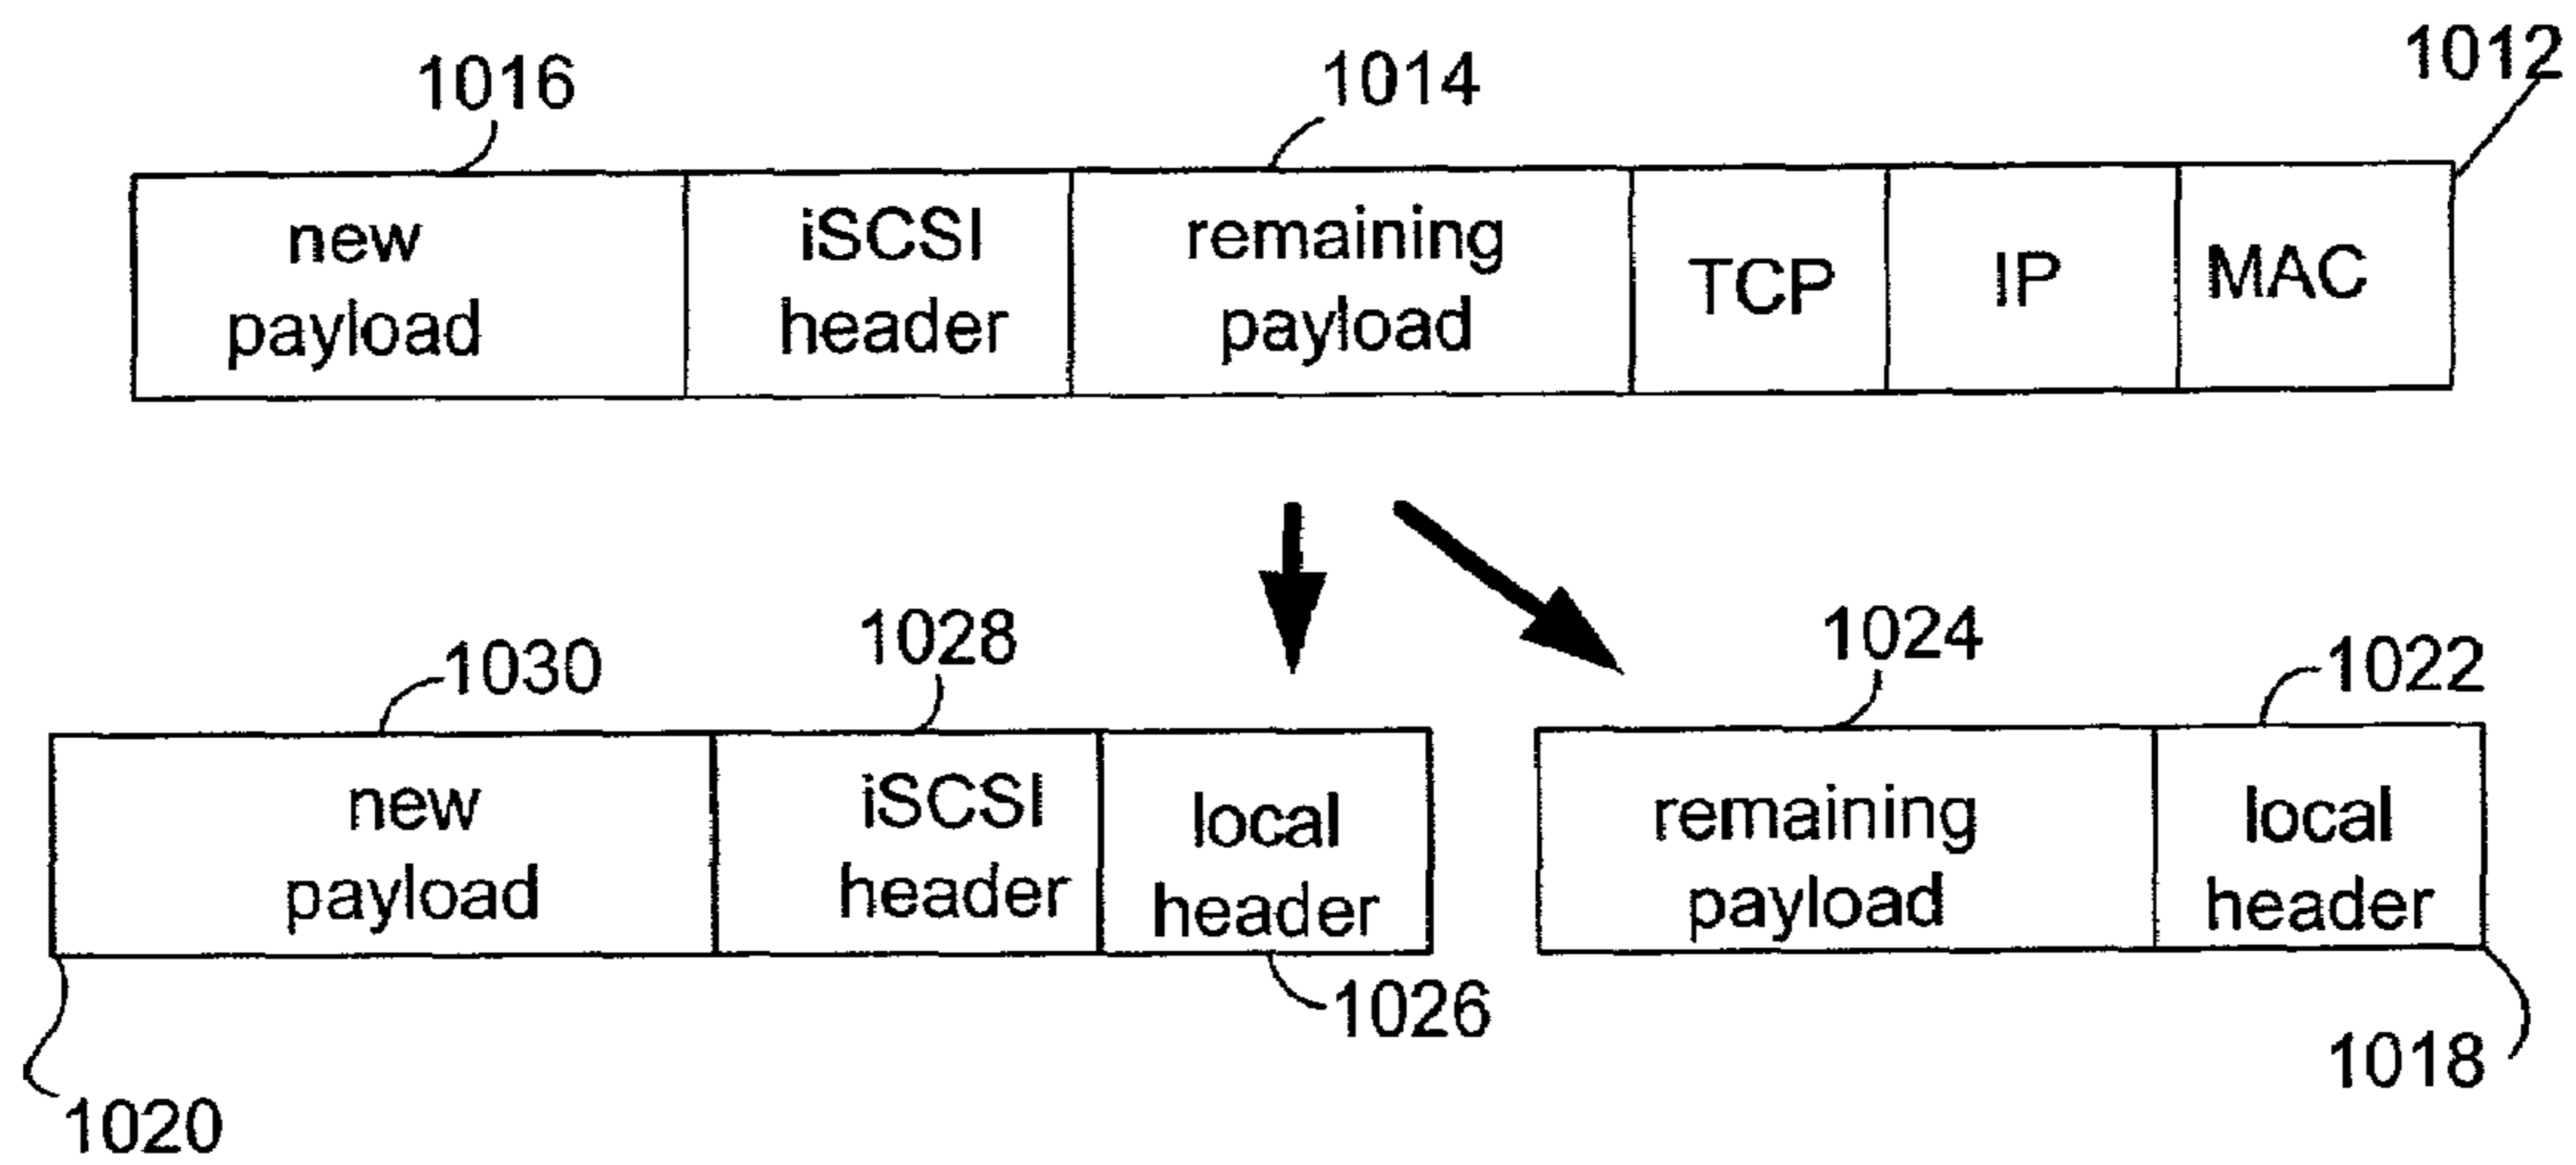 1016
1014
1012
new
payload
iSCSI
header
remaining
payload
TCP
IP
MAC
1030
1028
1024
1022
new
payload
iSCSI
header
local
header
remaining
payload
local
header
1026
1018
1020